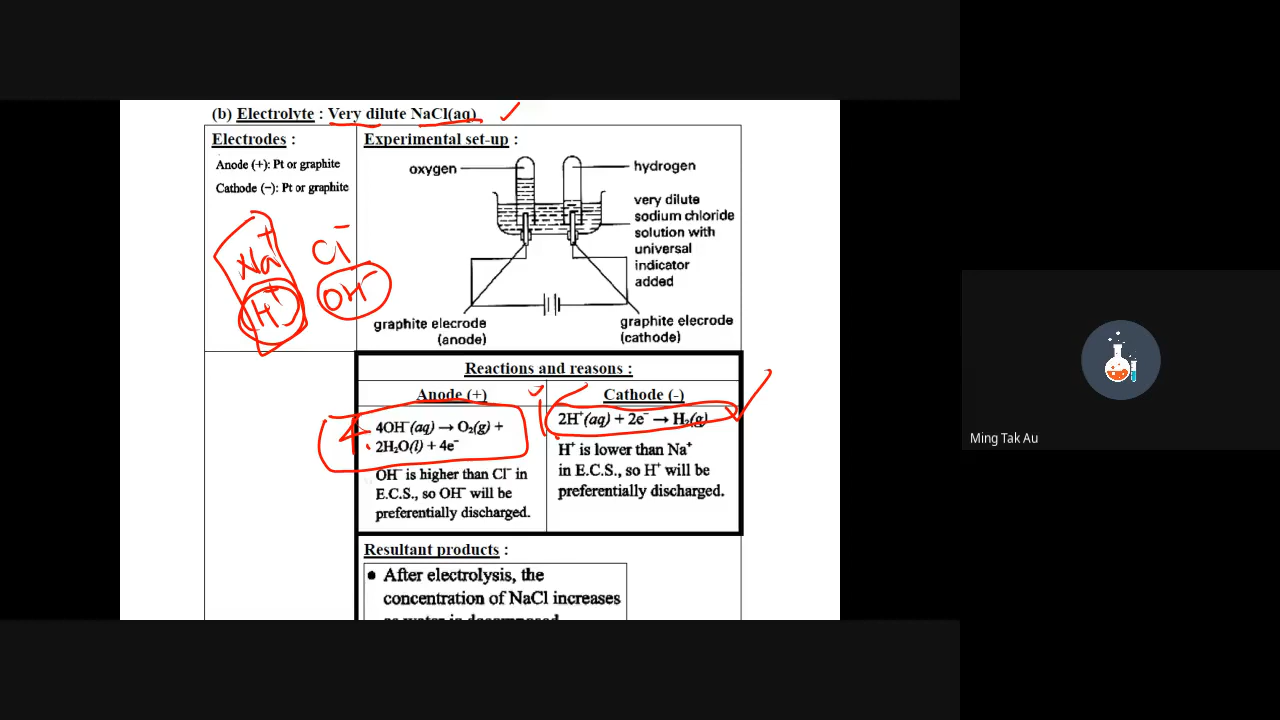 (b) Electrolyte : Very dilute NaCl(aq)
Electrodes :
Anode (+): Pt or graphite
Cathode (−): Pt or graphite
Na+
Cl−
H+
OH−
Experimental set-up :
oxygen
hydrogen
very dilute
sodium chloride
solution with
universal
indicator
added
graphite elecrode
(anode)
graphite elecrode
(cathode)
Reactions and reasons :
Anode (+)
4OH⁻(aq) → O₂(g) +
2H₂O(l) + 4e⁻
OH⁻ is higher than Cl⁻ in
E.C.S., so OH⁻ will be
preferentially discharged.
Cathode (-)
2H⁺(aq) + 2e⁻ → H₂(g)
H⁺ is lower than Na⁺
in E.C.S., so H⁺ will be
preferentially discharged.
Resultant products :
• After electrolysis, the
concentration of NaCl increases
as water is decomposed
Ming Tak Au